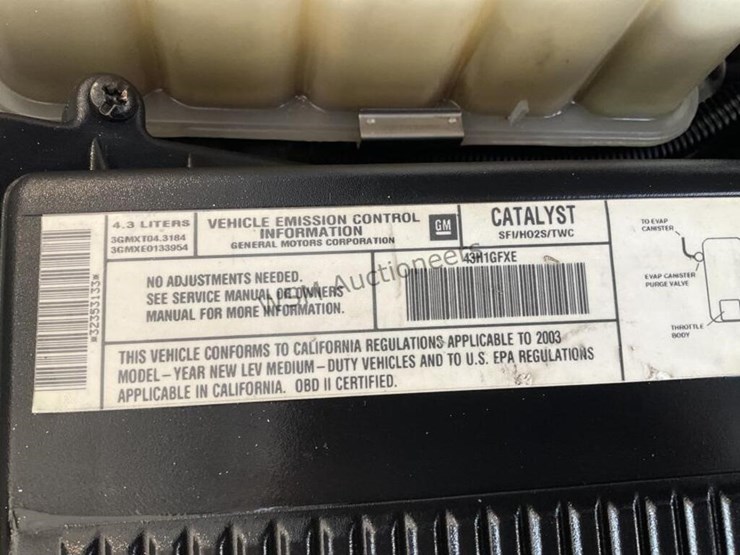 *32353133*
4.3 LITERS
3GMXT04.3184
3GMXE0133954
VEHICLE EMISSION CONTROL
INFORMATION
GENERAL MOTORS CORPORATION
GM
CATALYST
SFI/HO2S/TWC
NO ADJUSTMENTS NEEDED.
SEE SERVICE MANUAL OR OWNERS
MANUAL FOR MORE INFORMATION.
43H1GFXE
THIS VEHICLE CONFORMS TO CALIFORNIA REGULATIONS APPLICABLE TO 2003
MODEL-YEAR NEW LEV MEDIUM-DUTY VEHICLES AND TO U.S. EPA REGULATIONS
APPLICABLE IN CALIFORNIA. OBD II CERTIFIED.
TO EVAP
CANISTER
EVAP CANISTER
PURGE VALVE
THROTTLE
BODY
Auctioneers